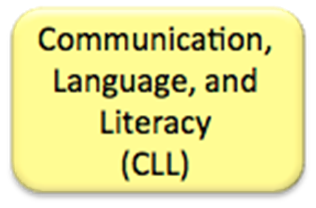 Communication,
Language, and
Literacy
(CLL)